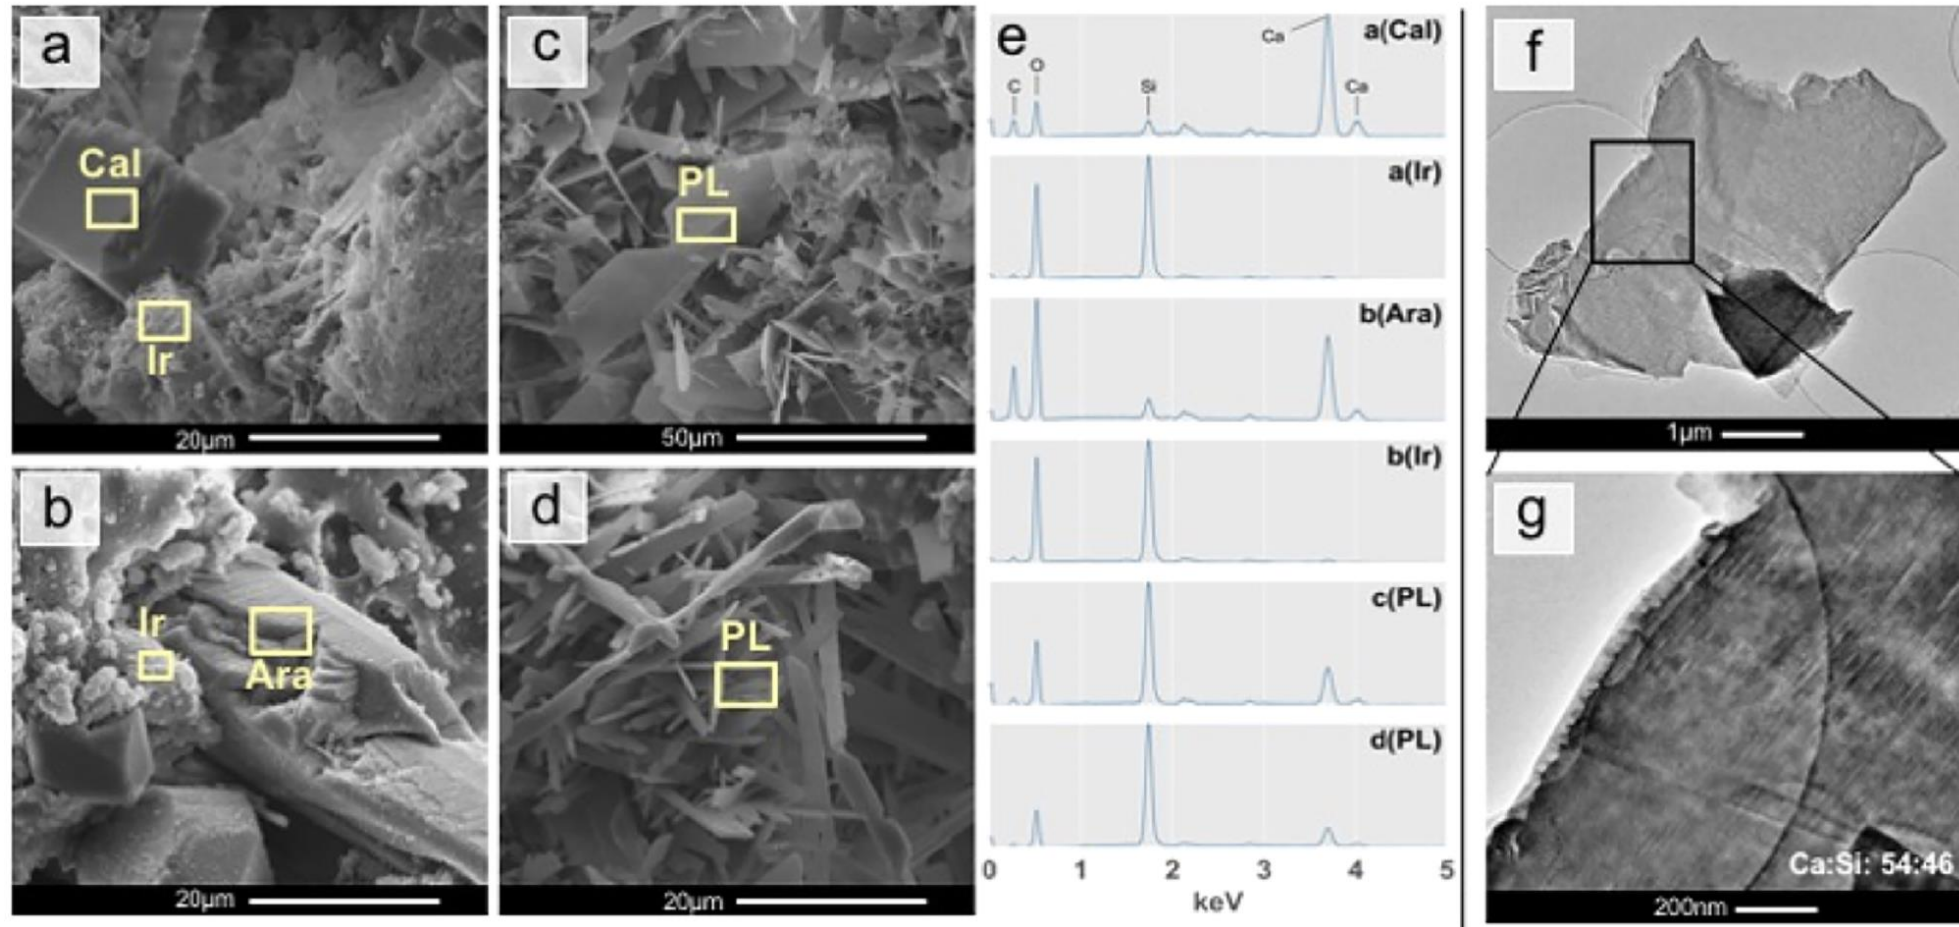 a
Cal
Ir
20µm
b
Ir
Ara
20µm
c
PL
50µm
d
PL
20µm
e
a(Cal)
C
O
Si
Ca
Ca
a(Ir)
b(Ara)
b(Ir)
c(PL)
d(PL)
0 1 2 3 4 5
keV
f
1µm
g
Ca:Si: 54:46
200nm